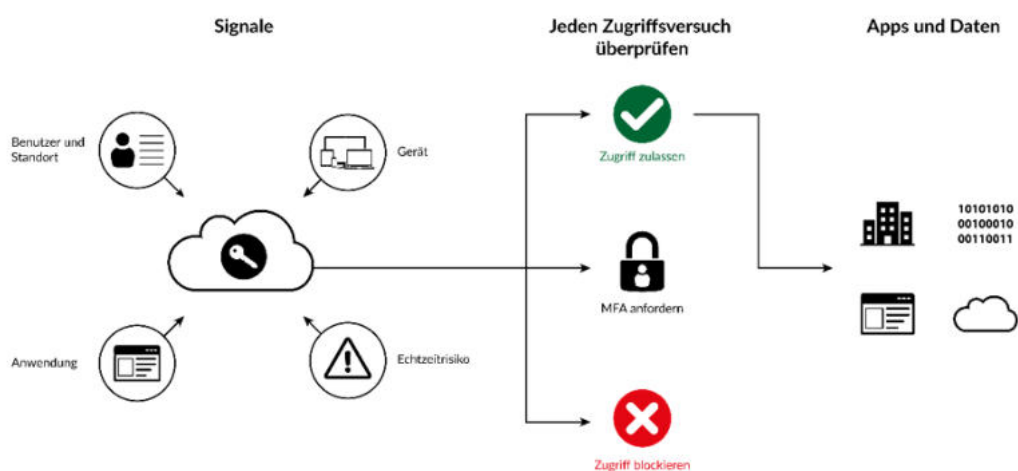 Signale
Jeden Zugriffsversuch
überprüfen
Apps und Daten
Benutzer und
Standort
Gerät
Zugriff zulassen
10101010
00100010
00110011
MFA anfordern
Anwendung
Echtzeitrisiko
Zugriff blockieren